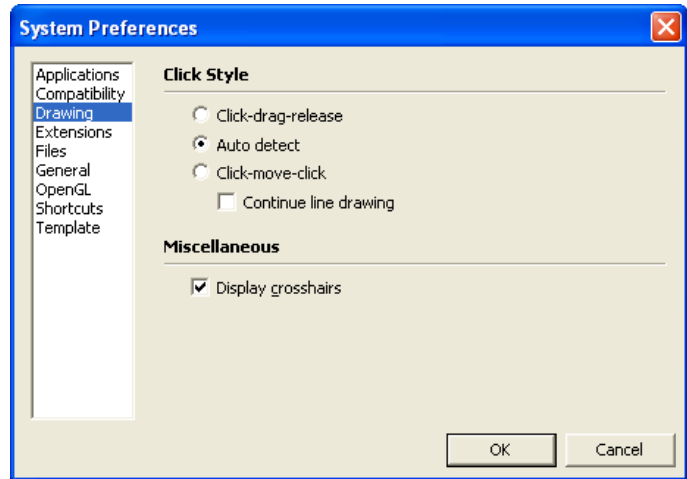 System Preferences
Applications
Compatibility
Drawing
Extensions
Files
General
OpenGL
Shortcuts
Template
Click Style
Click-drag-release
Auto detect
Click-move-click
Continue line drawing
Miscellaneous
Display crosshairs
OK
Cancel